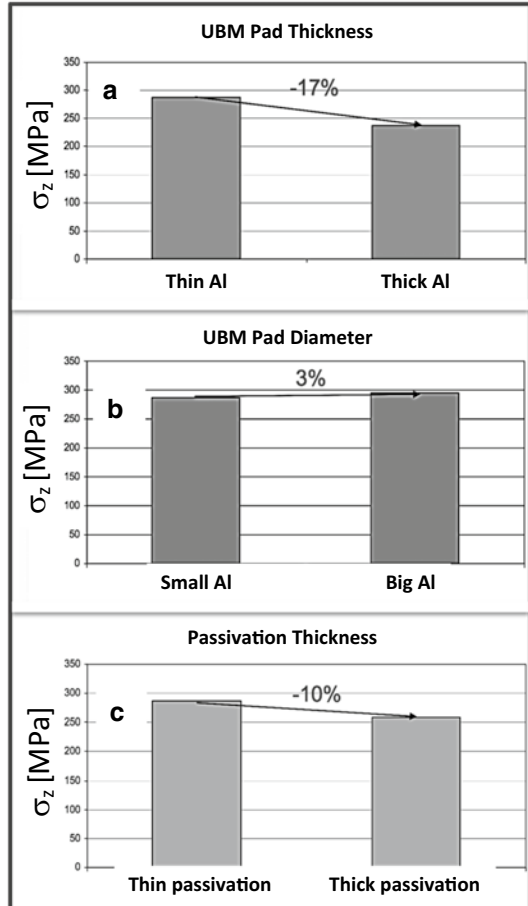 UBM Pad Thickness
a
-17%
σz [MPa]
350
300
250
200
150
100
50
0
Thin Al Thick Al
UBM Pad Diameter
3%
b
σz [MPa]
350
300
250
200
150
100
50
0
Small Al Big Al
Passivation Thickness
-10%
c
σz [MPa]
350
300
250
200
150
100
50
0
Thin passivation Thick passivation